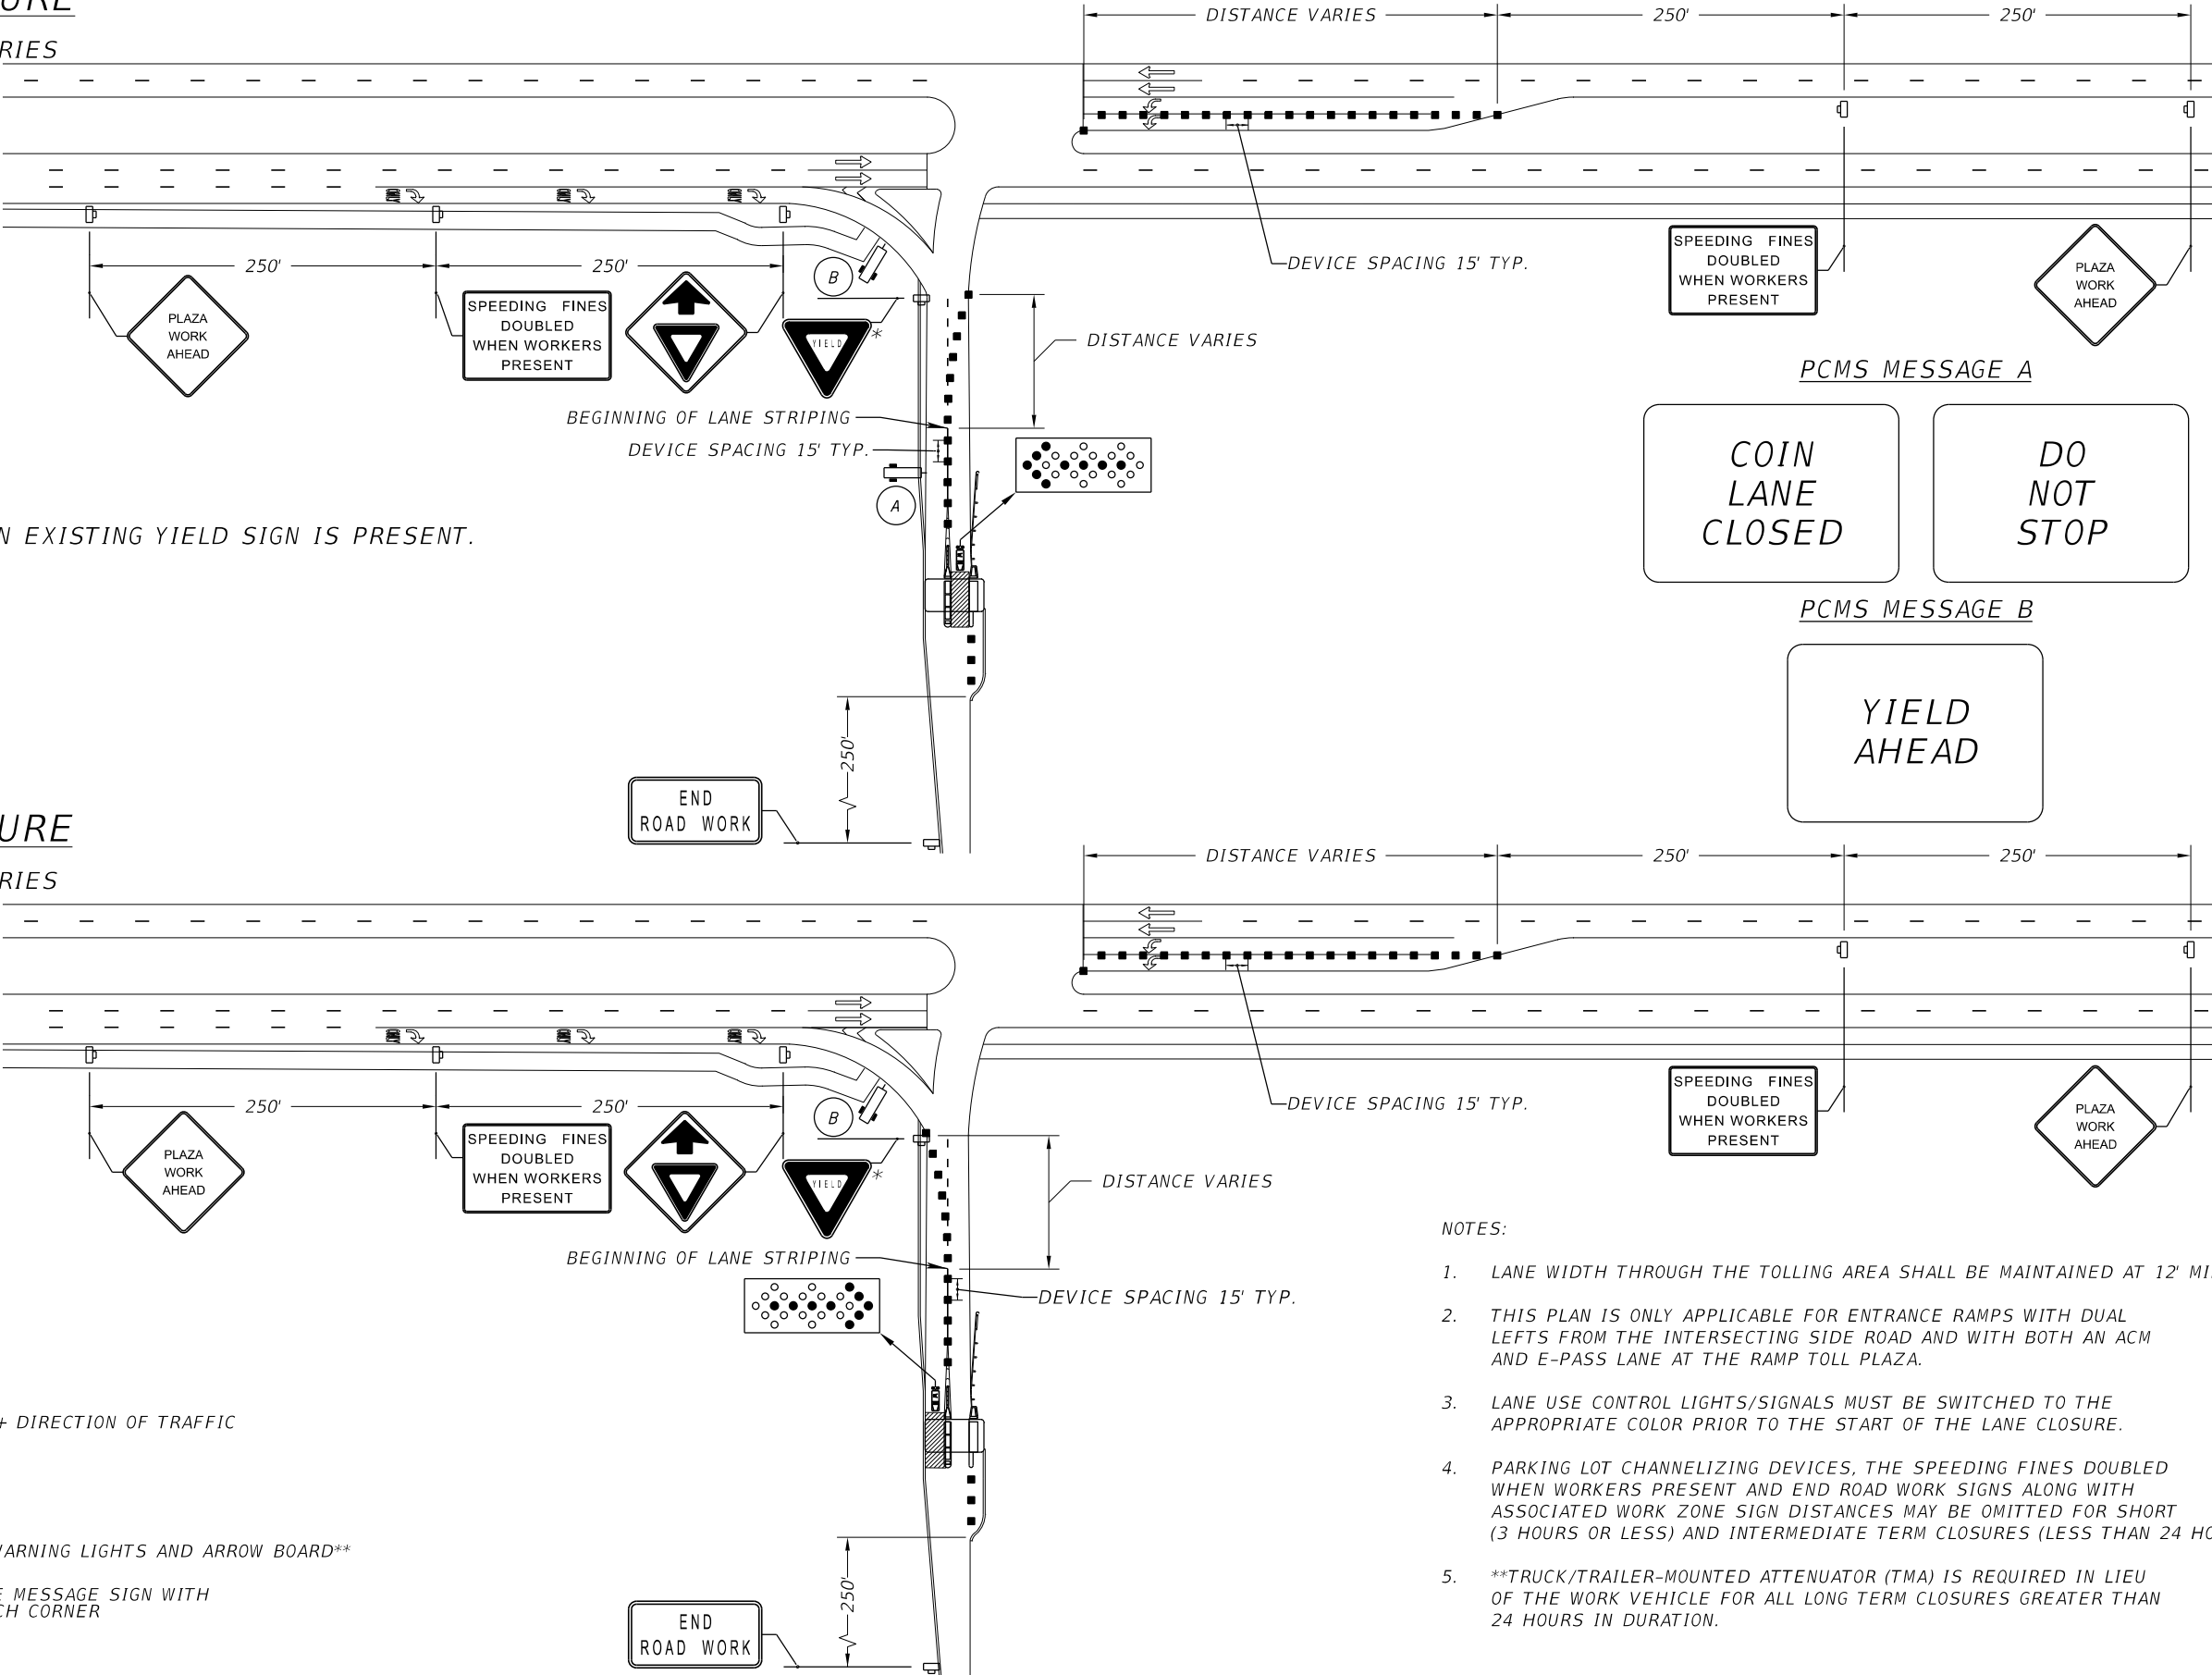 DISTANCE VARIES
250'
250'
250'
250'
B
PLAZA
WORK
AHEAD
SPEEDING FINES
DOUBLED
WHEN WORKERS
PRESENT
YIELD
*
DEVICE SPACING 15' TYP.
SPEEDING FINES
DOUBLED
WHEN WORKERS
PRESENT
PLAZA
WORK
AHEAD
DISTANCE VARIES
BEGINNING OF LANE STRIPING
DEVICE SPACING 15' TYP.
A
PCMS MESSAGE A
COIN
LANE
CLOSED
DO
NOT
STOP
EXISTING YIELD SIGN IS PRESENT.
PCMS MESSAGE B
YIELD
AHEAD
250'
END
ROAD WORK
DISTANCE VARIES
250'
250'
250'
250'
B
PLAZA
WORK
AHEAD
SPEEDING FINES
DOUBLED
WHEN WORKERS
PRESENT
YIELD
*
DEVICE SPACING 15' TYP.
SPEEDING FINES
DOUBLED
WHEN WORKERS
PRESENT
PLAZA
WORK
AHEAD
DISTANCE VARIES
BEGINNING OF LANE STRIPING
DEVICE SPACING 15' TYP.
DIRECTION OF TRAFFIC
LIGHTS AND ARROW BOARD**
MESSAGE SIGN WITH
CORNER
250'
END
ROAD WORK
NOTES:
1. LANE WIDTH THROUGH THE TOLLING AREA SHALL BE MAINTAINED AT 12'
2. THIS PLAN IS ONLY APPLICABLE FOR ENTRANCE RAMPS WITH DUAL
LEFTS FROM THE INTERSECTING SIDE ROAD AND WITH BOTH AN ACM
AND E-PASS LANE AT THE RAMP TOLL PLAZA.
3. LANE USE CONTROL LIGHTS/SIGNALS MUST BE SWITCHED TO THE
APPROPRIATE COLOR PRIOR TO THE START OF THE LANE CLOSURE.
4. PARKING LOT CHANNELIZING DEVICES, THE SPEEDING FINES DOUBLED
WHEN WORKERS PRESENT AND END ROAD WORK SIGNS ALONG WITH
ASSOCIATED WORK ZONE SIGN DISTANCES MAY BE OMITTED FOR SHORT
(3 HOURS OR LESS) AND INTERMEDIATE TERM CLOSURES (LESS THAN 24
5. **TRUCK/TRAILER-MOUNTED ATTENUATOR (TMA) IS REQUIRED IN LIEU
OF THE WORK VEHICLE FOR ALL LONG TERM CLOSURES GREATER THAN
24 HOURS IN DURATION.